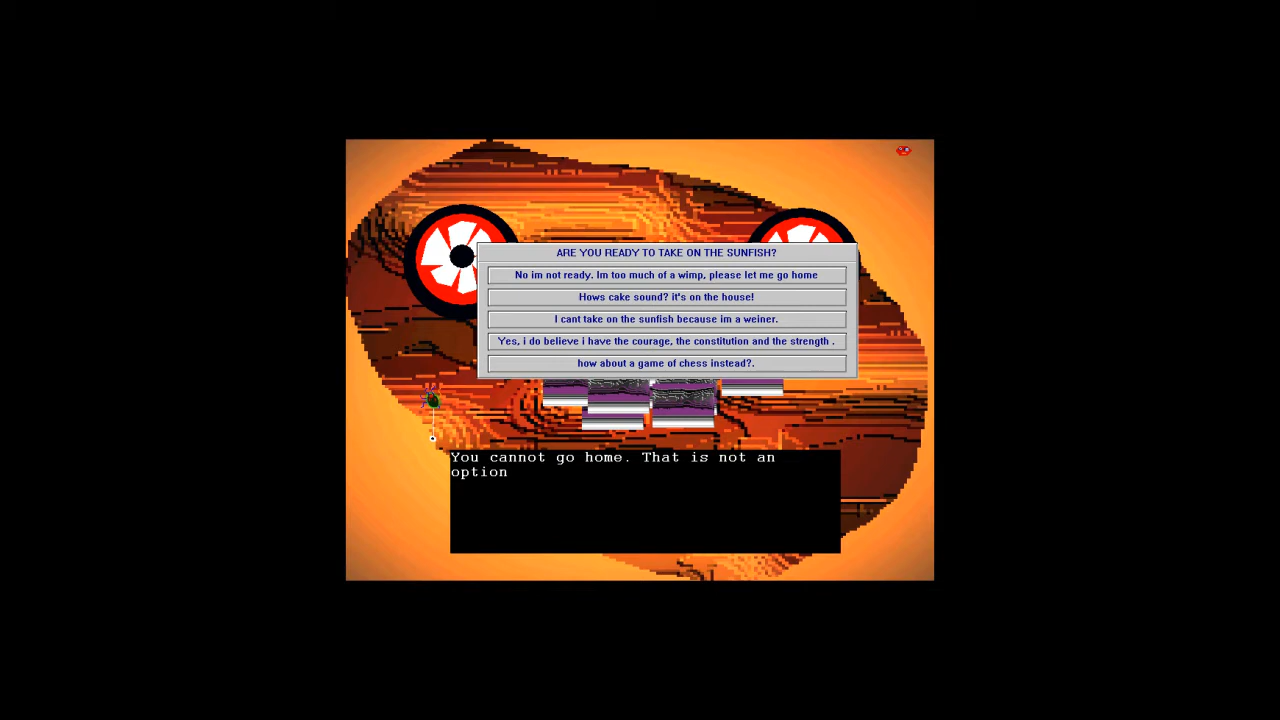 ARE YOU READY TO TAKE ON THE SUNFISH?
No im not ready. Im too much of a wimp, please let me go home
Hows cake sound? it's on the house!
I cant take on the sunfish because im a weiner.
Yes, i do believe i have the courage, the constitution and the strength .
how about a game of chess instead?.
You cannot go home. That is not an
option